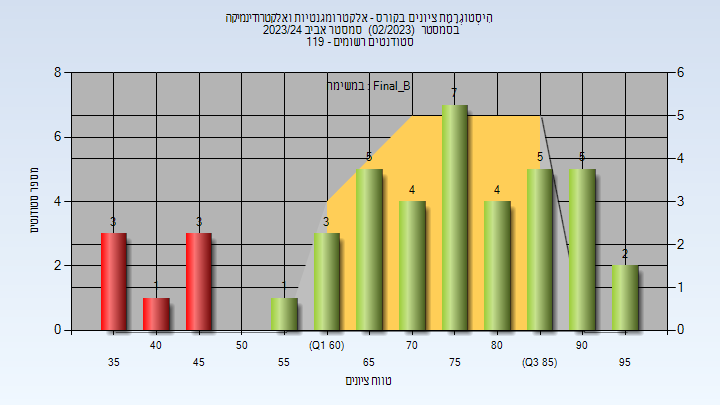 היסטוגרמת ציונים בקורס - אלקטרומגנטיות ואלקטרודינמיקה
בסמסטר (02/2023) סמסטר אביב 2023/24
סטודנטים רשומים - 119
במשימה : Final_B
8 6 4 2 0
מספר סטודנטים
6 5 4 3 2 1 0
3 1 3 1 3 5 4 7 4 5 5 2
40 50 (Q1 60) 70 80 90
35 45 55 65 75 (Q3 85) 95
טווח ציונים